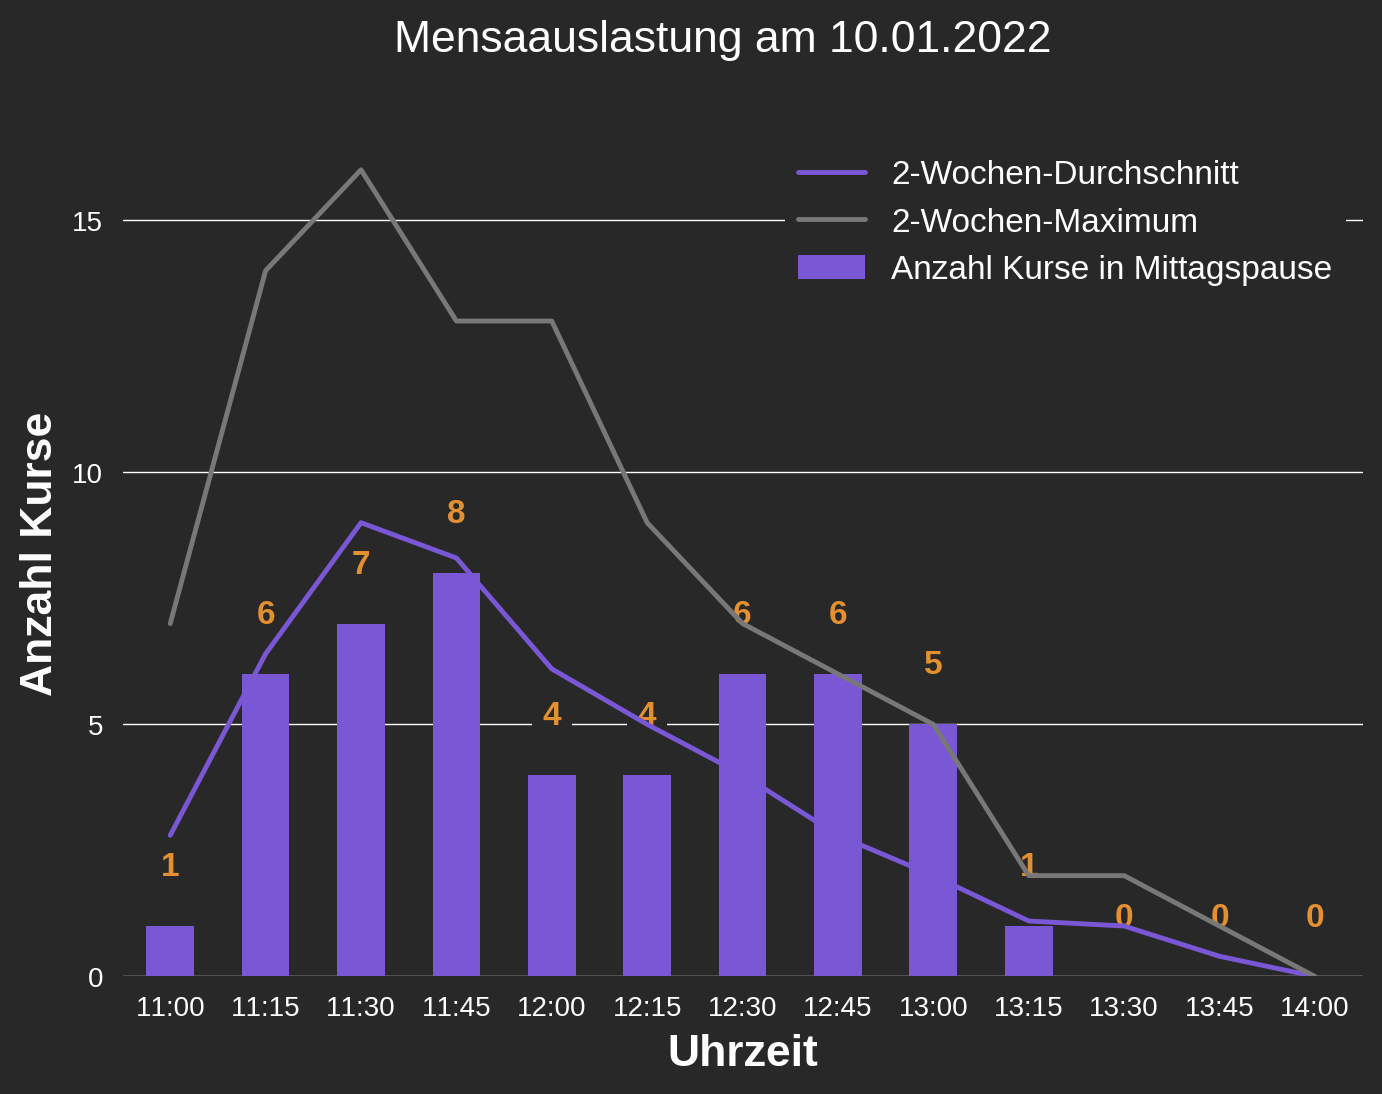 Mensaauslastung am 10.01.2022
2-Wochen-Durchschnitt
2-Wochen-Maximum
Anzahl Kurse in Mittagspause
Anzahl Kurse
15
10
5
0
8
7
6
6
6
5
4
4
1
1
0
0
0
11:00 11:15 11:30 11:45 12:00 12:15 12:30 12:45 13:00 13:15 13:30 13:45 14:00
Uhrzeit